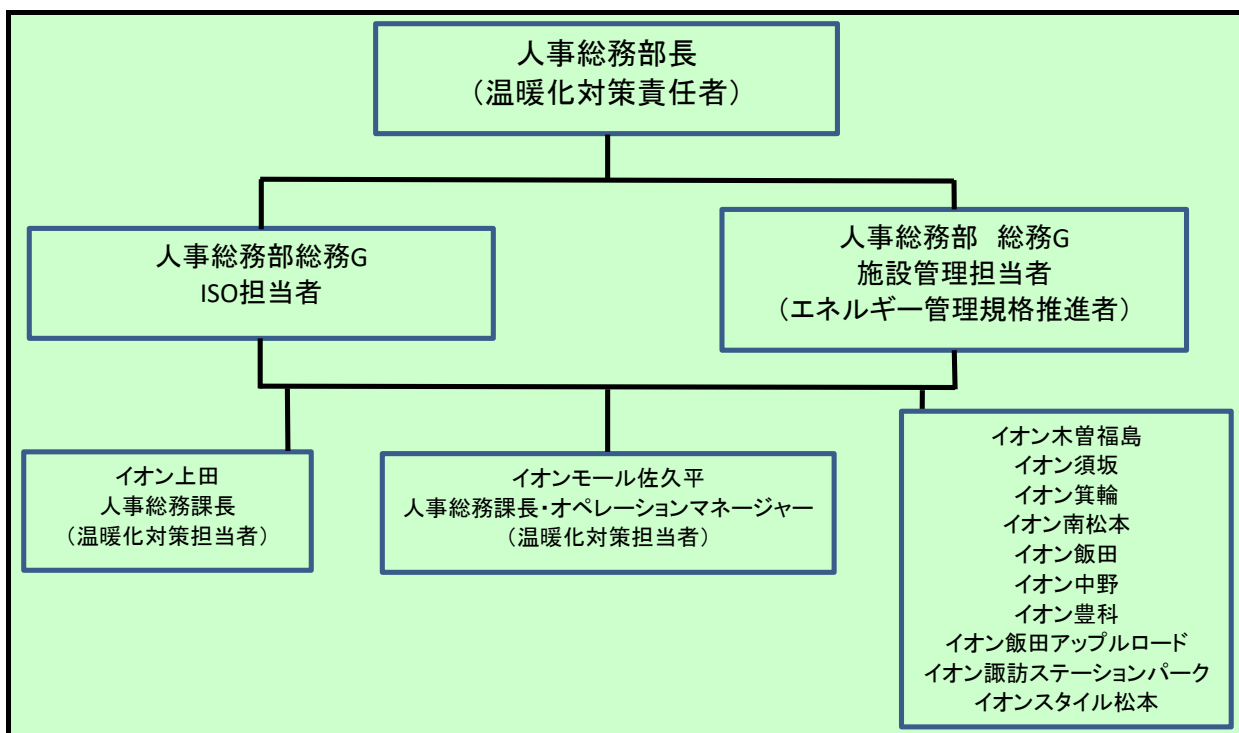 人事総務部長
（温暖化対策責任者）
人事総務部総務G
ISO担当者
人事総務部　総務G
施設管理担当者
（エネルギー管理規格推進者）
イオン上田
人事総務課長
（温暖化対策担当者）
イオンモール佐久平
人事総務課長・オペレーションマネージャー
（温暖化対策担当者）
イオン木曽福島
イオン須坂
イオン箕輪
イオン南松本
イオン飯田
イオン中野
イオン豊科
イオン飯田アップルロード
イオン諏訪ステーションパーク
イオンスタイル松本